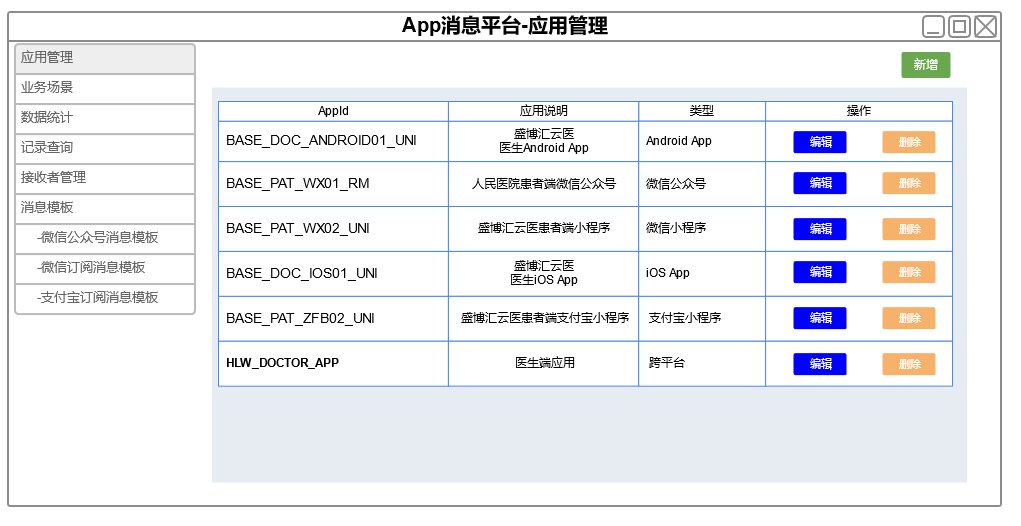 App消息平台-应用管理
应用管理
业务场景
数据统计
记录查询
接收者管理
消息模板
-微信公众号消息模板
-微信订阅消息模板
-支付宝订阅消息模板
新增
AppId 应用说明 类型 操作
BASE_DOC_ANDROID01_UNI 盛博汇云医 Android App 编辑 删除
医生Android App
BASE_PAT_WX01_RM 人民医院患者端微信公众号 微信公众号 编辑 删除
BASE_PAT_WX02_UNI 盛博汇云医患者端小程序 微信小程序 编辑 删除
BASE_DOC_IOS01_UNI 盛博汇云医 iOS App 编辑 删除
医生iOS App
BASE_PAT_ZFB02_UNI 盛博汇云医患者端支付宝小程序 支付宝小程序 编辑 删除
HLW_DOCTOR_APP 医生端应用 跨平台 编辑 删除